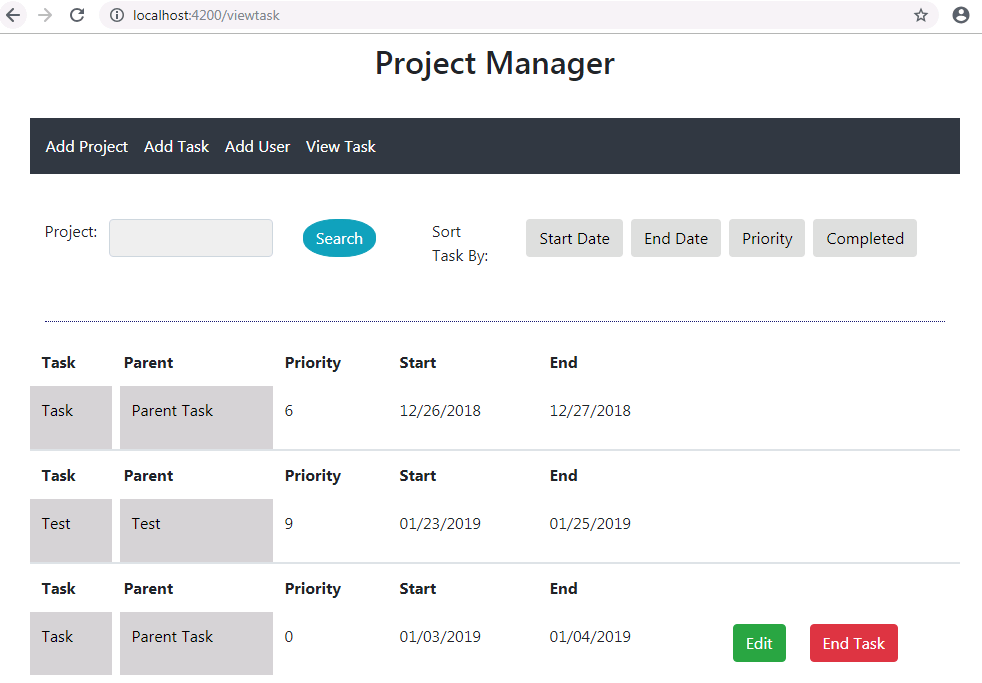 localhost:4200/viewtask
Project Manager
Add Project Add Task Add User View Task
Project: Search Sort Task By: Start Date End Date Priority Completed
Task Parent Priority Start End
Task Parent Task 6 12/26/2018 12/27/2018
Task Parent Priority Start End
Test Test 9 01/23/2019 01/25/2019
Task Parent Priority Start End
Task Parent Task 0 01/03/2019 01/04/2019 Edit End Task